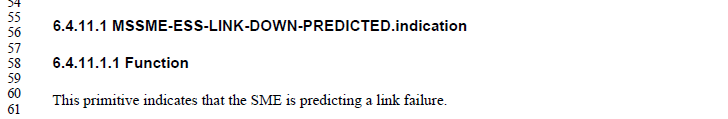 54
55
56 6.4.11.1 MSSME-ESS-LINK-DOWN-PREDICTED.indication
57
58 6.4.11.1.1 Function
59
60 This primitive indicates that the SME is predicting a link failure.
61